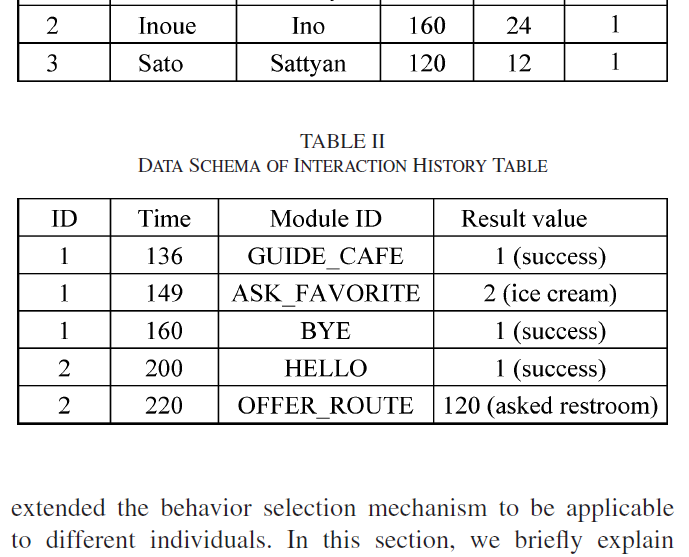 2 Inoue Ino 160 24 1
3 Sato Sattyan 120 12 1
TABLE II
DATA SCHEMA OF INTERACTION HISTORY TABLE
ID Time Module ID Result value
1 136 GUIDE_CAFE 1 (success)
1 149 ASK_FAVORITE 2 (ice cream)
1 160 BYE 1 (success)
2 200 HELLO 1 (success)
2 220 OFFER_ROUTE 120 (asked restroom)
extended the behavior selection mechanism to be applicable
to different individuals. In this section, we briefly explain